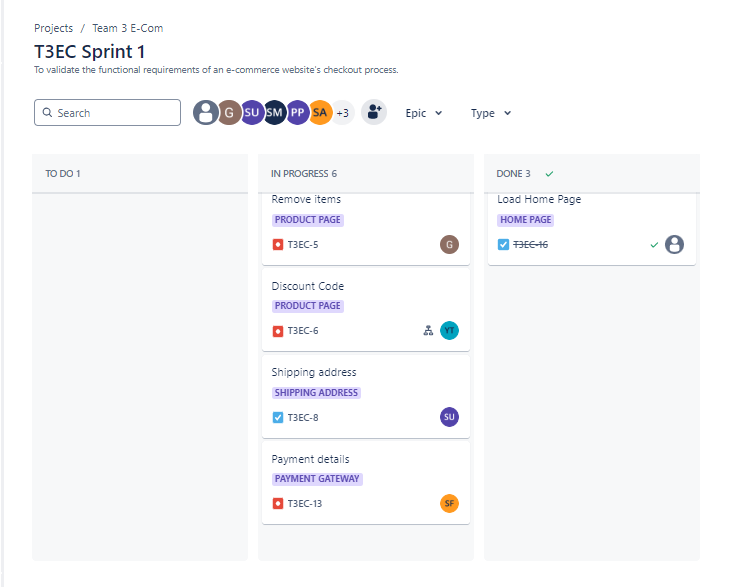 Projects / Team 3 E-Com
T3EC Sprint 1
To validate the functional requirements of an e-commerce website's checkout process.
Search
G SU SM PP SA +3
Epic
Type
TO DO 1
IN PROGRESS 6
Remove items
PRODUCT PAGE
T3EC-5
G
Discount Code
PRODUCT PAGE
T3EC-6
YT
Shipping address
SHIPPING ADDRESS
T3EC-8
SU
Payment details
PAYMENT GATEWAY
T3EC-13
SF
DONE 3
Load Home Page
HOME PAGE
T3EC-16